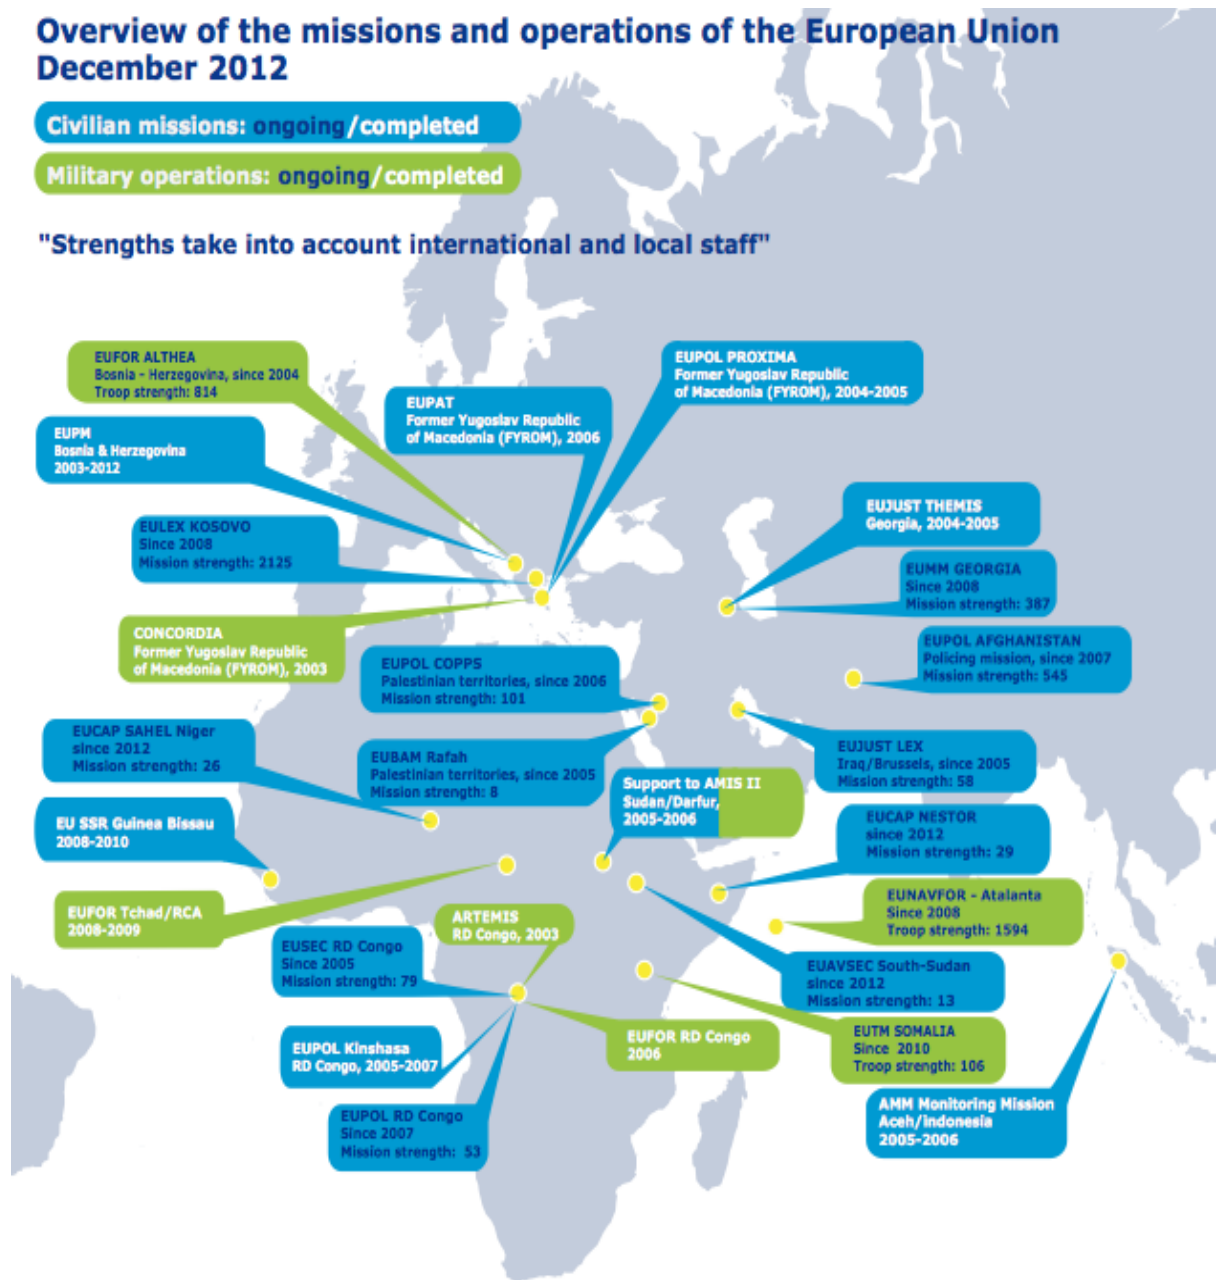 Overview of the missions and operations of the European Union
December 2012
Civilian missions: ongoing/completed
Military operations: ongoing/completed
"Strengths take into account international and local staff"
EUFOR ALTHEA
Bosnia - Herzegovina, since 2004
Troop strength: 814
EUPOL PROXIMA
Former Yugoslav Republic
of Macedonia (FYROM), 2004-2005
EUPAT
Former Yugoslav Republic
of Macedonia (FYROM), 2006
EUPM
Bosnia & Herzegovina
2003-2012
EUJUST THEMIS
Georgia, 2004-2005
EULEX KOSOVO
Since 2008
Mission strength: 2125
EUMM GEORGIA
Since 2008
Mission strength: 387
CONCORDIA
Former Yugoslav Republic
of Macedonia (FYROM), 2003
EUPOL AFGHANISTAN
Policing mission, since 2007
Mission strength: 545
EUPOL COPPS
Palestinian territories, since 2006
Mission strength: 101
EUCAP SAHEL Niger
since 2012
Mission strength: 26
EUBAM Rafah
Palestinian territories, since 2005
Mission strength: 8
EUJUST LEX
Iraq/Brussels, since 2005
Mission strength: 58
Support to AMIS II
Sudan/Darfur,
2005-2006
EU SSR Guinea Bissau
2008-2010
EUCAP NESTOR
since 2012
Mission strength: 29
EUFOR Tchad/RCA
2008-2009
ARTEMIS
RD Congo, 2003
EUNAVFOR - Atalanta
Since 2008
Troop strength: 1594
EUSEC RD Congo
Since 2005
Mission strength: 79
EUAVSEC South-Sudan
since 2012
Mission strength: 13
EUPOL Kinshasa
RD Congo, 2005-2007
EUFOR RD Congo
2006
EUTM SOMALIA
Since 2010
Troop strength: 106
EUPOL RD Congo
Since 2007
Mission strength: 53
AMM Monitoring Mission
Aceh/indonesia
2005-2006